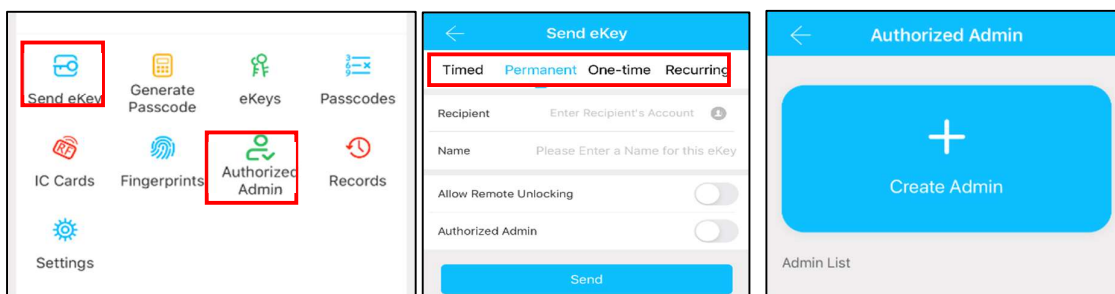 Send eKey
Generate
Passcode
eKeys
Passcodes
IC Cards
Fingerprints
Authorized
Admin
Records
Settings
Send eKey
Timed Permanent One-time Recurring
Recipient Enter Recipient's Account
Name Please Enter a Name for this eKey
Allow Remote Unlocking
Authorized Admin
Send
Authorized Admin
Create Admin
Admin List